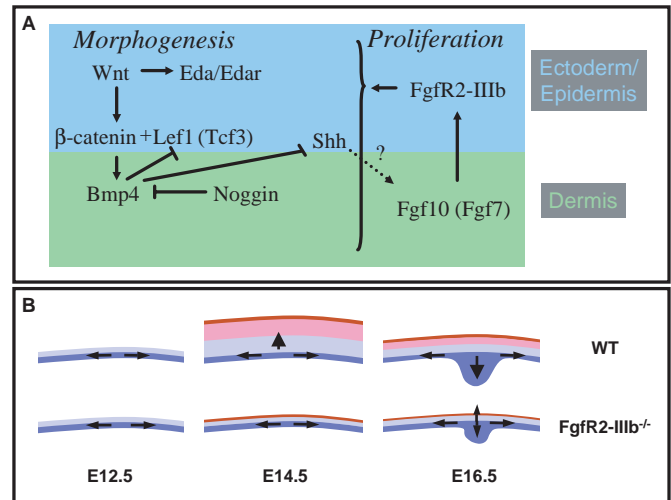 A
Morphogenesis
Proliferation
Wnt
Eda/Edar
FgfR2-IIIb
Ectoderm/
Epidermis
β-catenin +Lef1 (Tcf3)
Shh
?
Bmp4
Noggin
Fgf10 (Fgf7)
Dermis
B
WT
FgfR2-IIIb-/-
E12.5
E14.5
E16.5